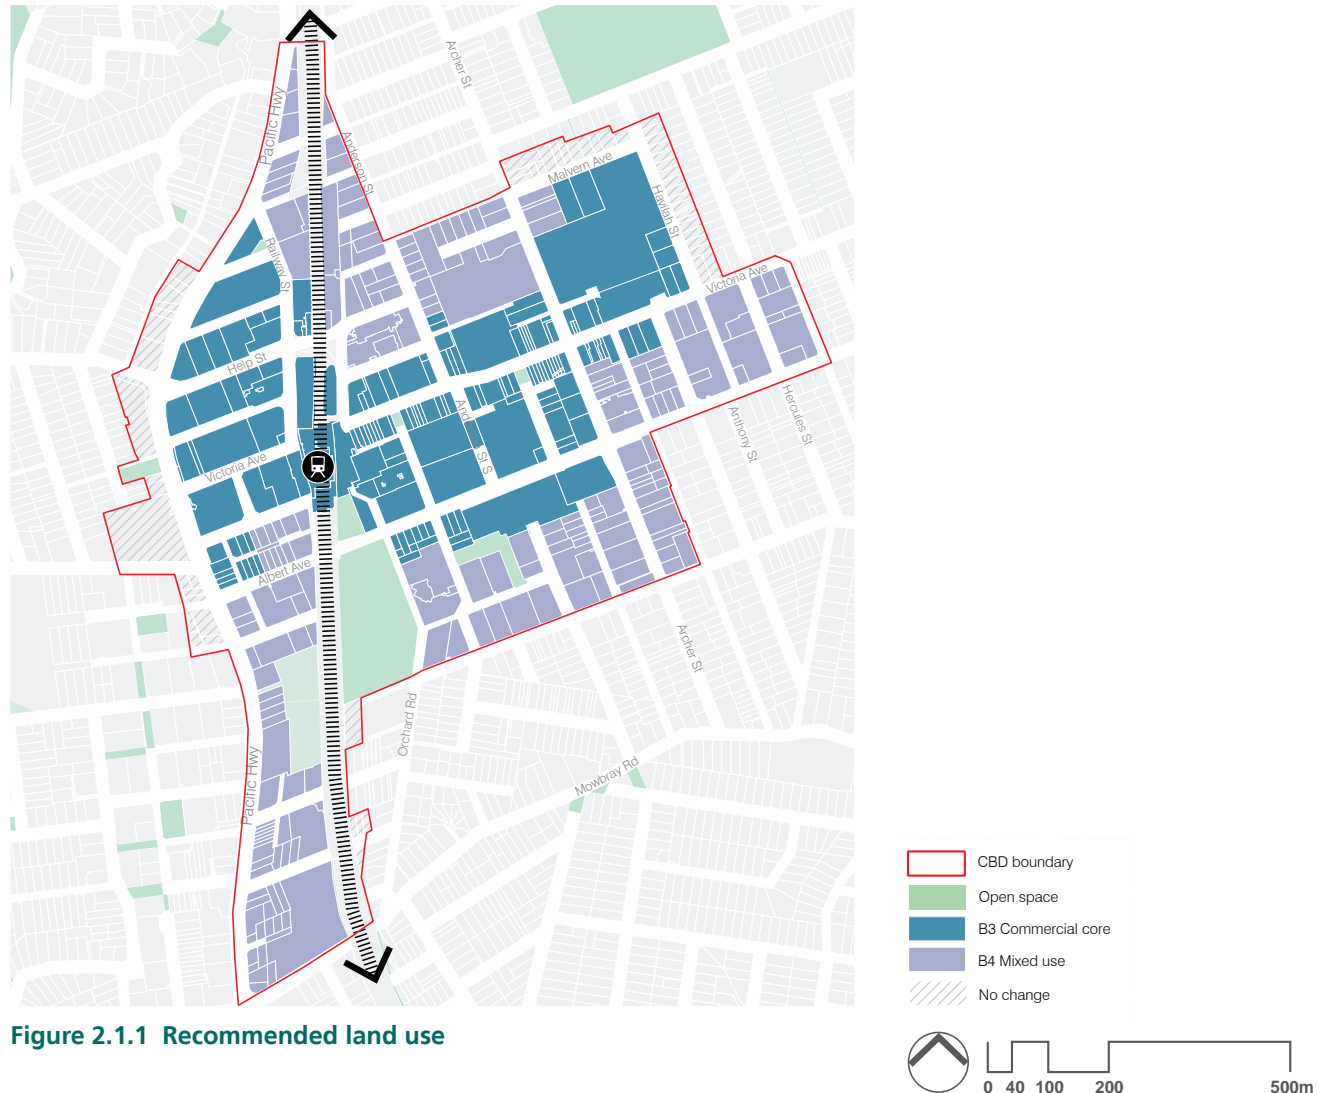 Archer St
Pacific Hwy
Anderson St
Malvern Ave
Havilah St
Railway St
Victoria Ave
Help St
Hercules St
Anthony St
And
St S
Victoria Ave
Albert Ave
Archer St
Orchard Rd
Mowbray Rd
Pacific Hwy
CBD boundary
Open space
B3 Commercial core
B4 Mixed use
No change
0 40 100 200 500m
Figure 2.1.1 Recommended land use